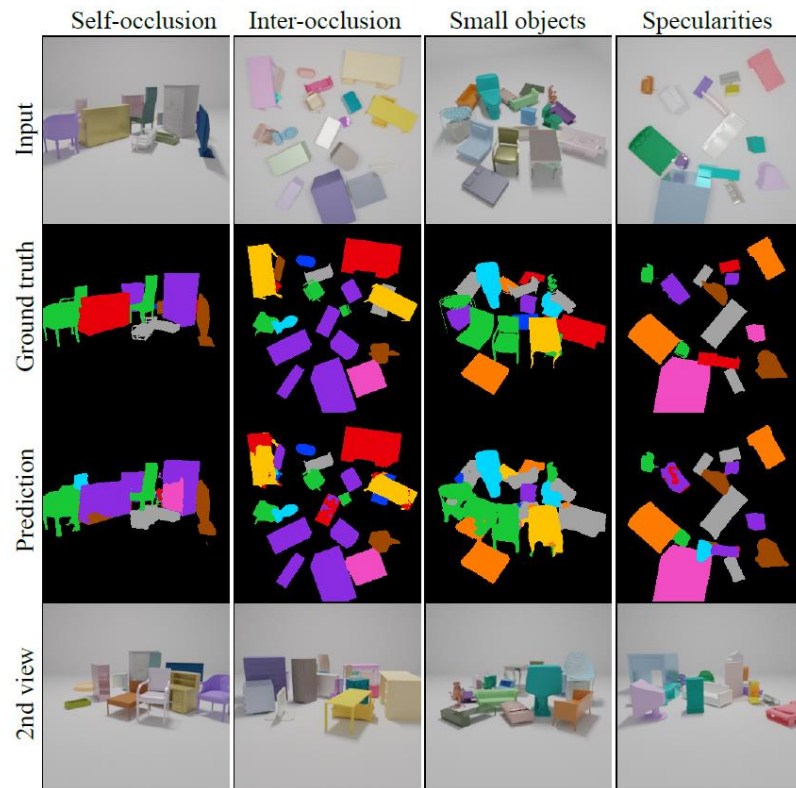 Self-occlusion Inter-occlusion Small objects Specularities
Input
Ground truth
Prediction
2nd view